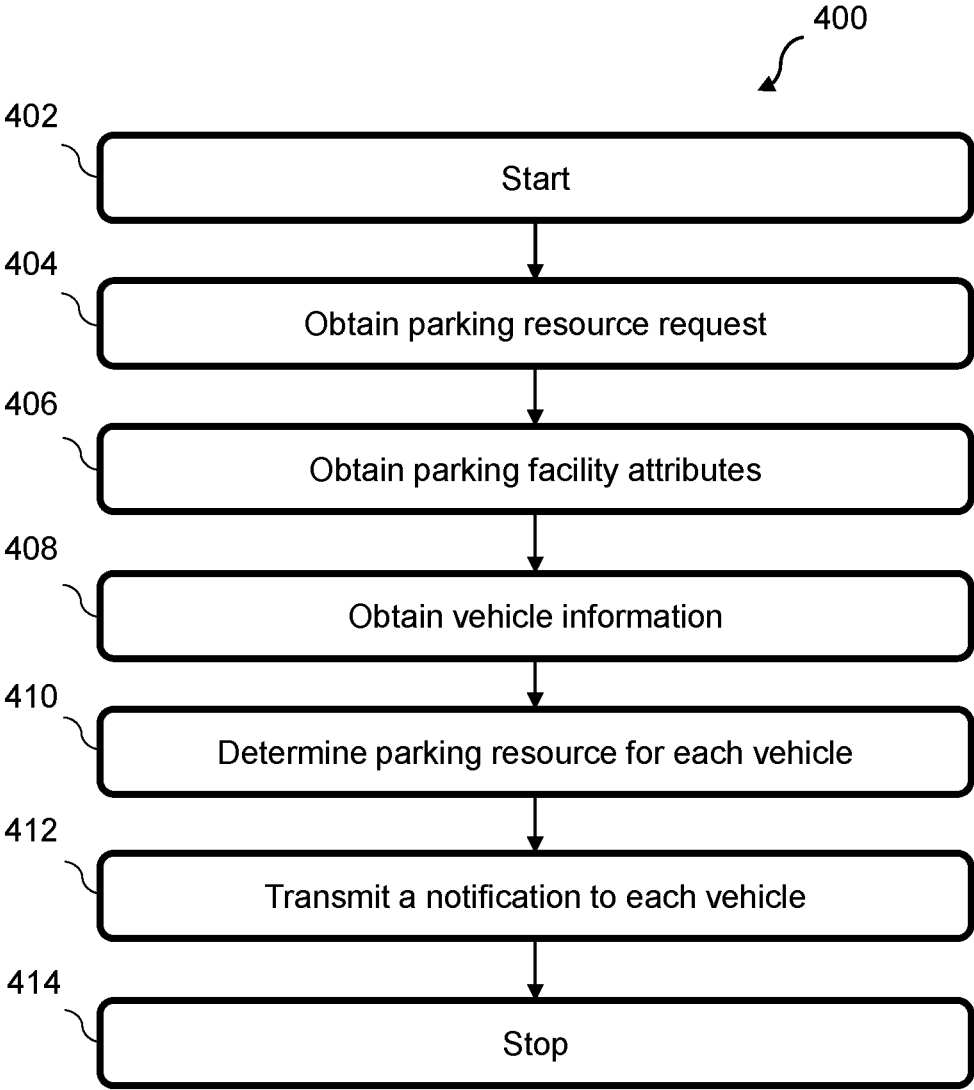 400
402
Start
404
Obtain parking resource request
406
Obtain parking facility attributes
408
Obtain vehicle information
410
Determine parking resource for each vehicle
412
Transmit a notification to each vehicle
414
Stop